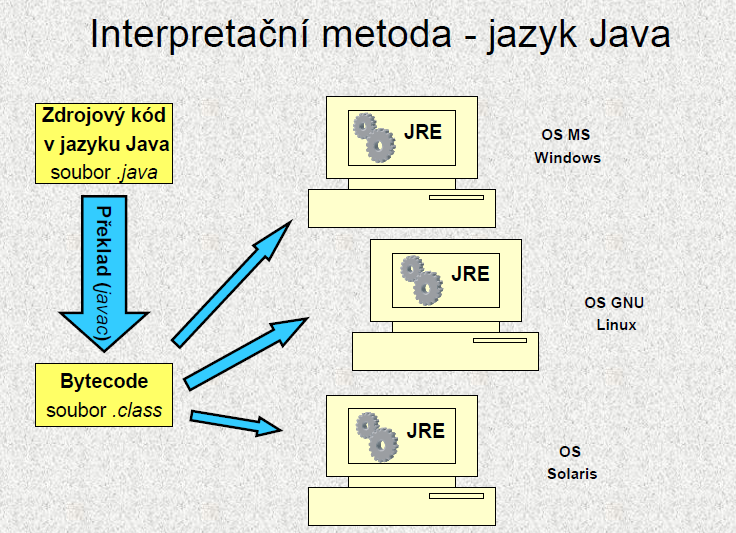 Interpretační metoda - jazyk Java
Zdrojový kód
v jazyku Java
soubor .java
Překlad (javac)
Bytecode
soubor .class
JRE
OS MS
Windows
JRE
OS GNU
Linux
JRE
OS
Solaris